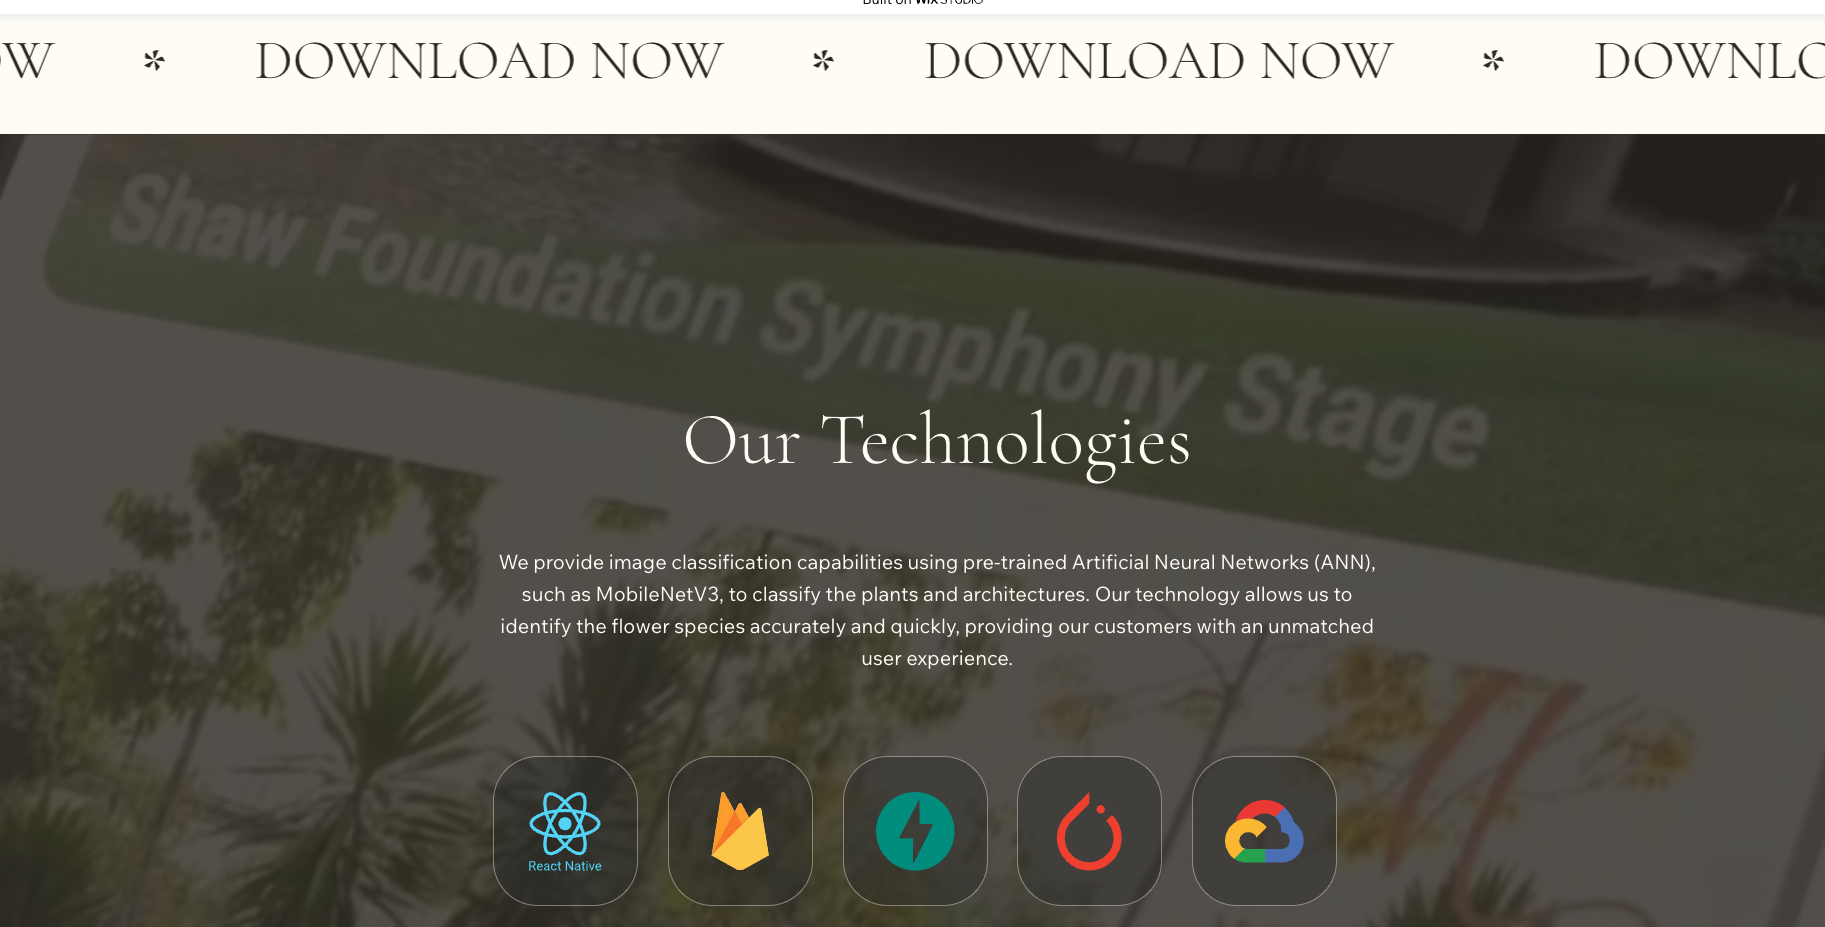 Built on WIX STUDIO
OW * DOWNLOAD NOW * DOWNLOAD NOW * DOWNLO
Shaw Foundation Symphony Stage
Our Technologies
We provide image classification capabilities using pre-trained Artificial Neural Networks (ANN),
such as MobileNetV3, to classify the plants and architectures. Our technology allows us to
identify the flower species accurately and quickly, providing our customers with an unmatched
user experience.
React Native